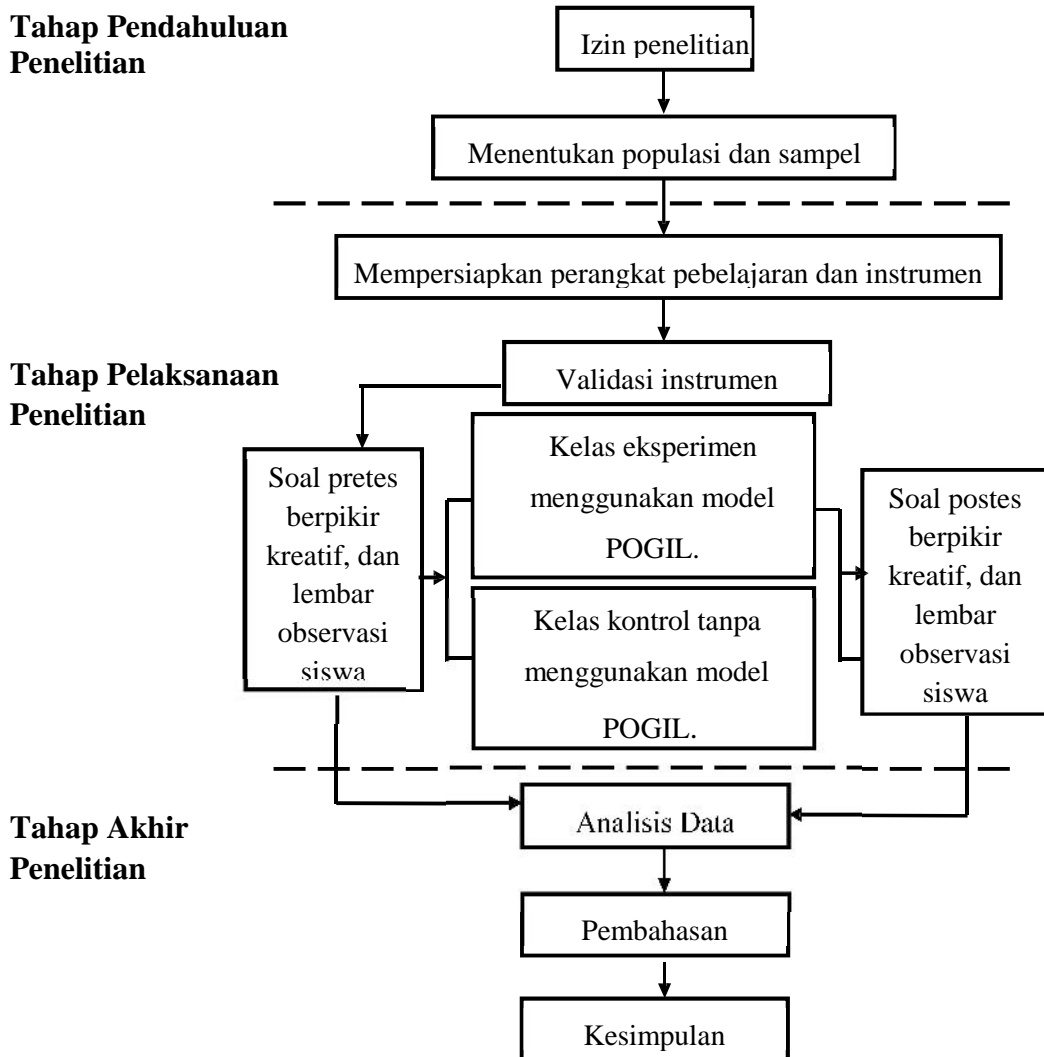 Tahap Pendahuluan
Penelitian
Izin penelitian
Menentukan populasi dan sampel
Mempersiapkan perangkat pebelajaran dan instrumen
Tahap Pelaksanaan
Penelitian
Validasi instrumen
Soal pretes
berpikir
kreatif, dan
lembar
observasi
siswa
Kelas eksperimen
menggunakan model
POGIL.
Kelas kontrol tanpa
menggunakan model
POGIL.
Soal postes
berpikir
kreatif, dan
lembar
observasi
siswa
Tahap Akhir
Penelitian
Analisis Data
Pembahasan
Kesimpulan